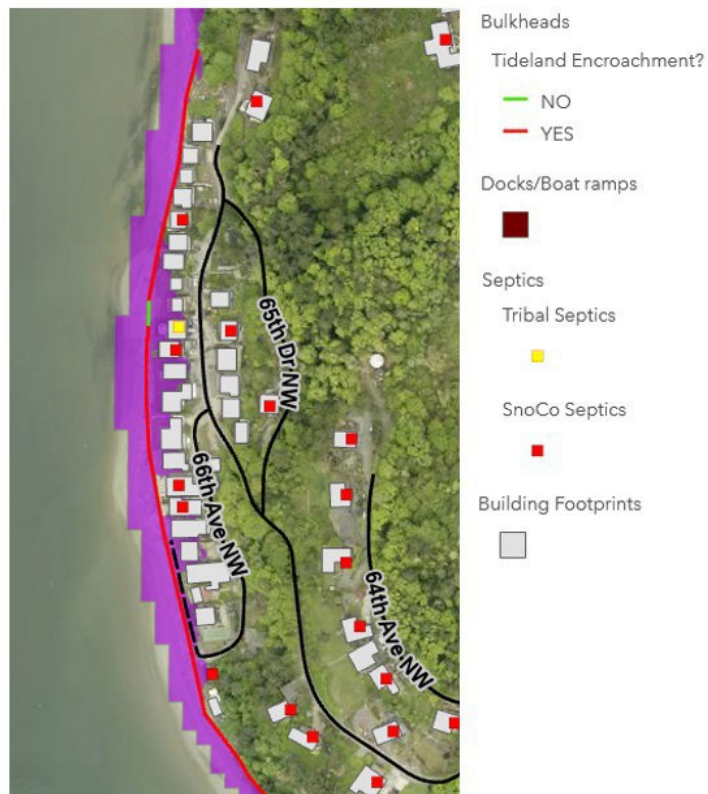 Bulkheads
Tideland Encroachment?
NO
YES
Docks/Boat ramps
Septics
Tribal Septics
SnoCo Septics
Building Footprints
65th Dr NW
66th Ave NW
64th Ave NW